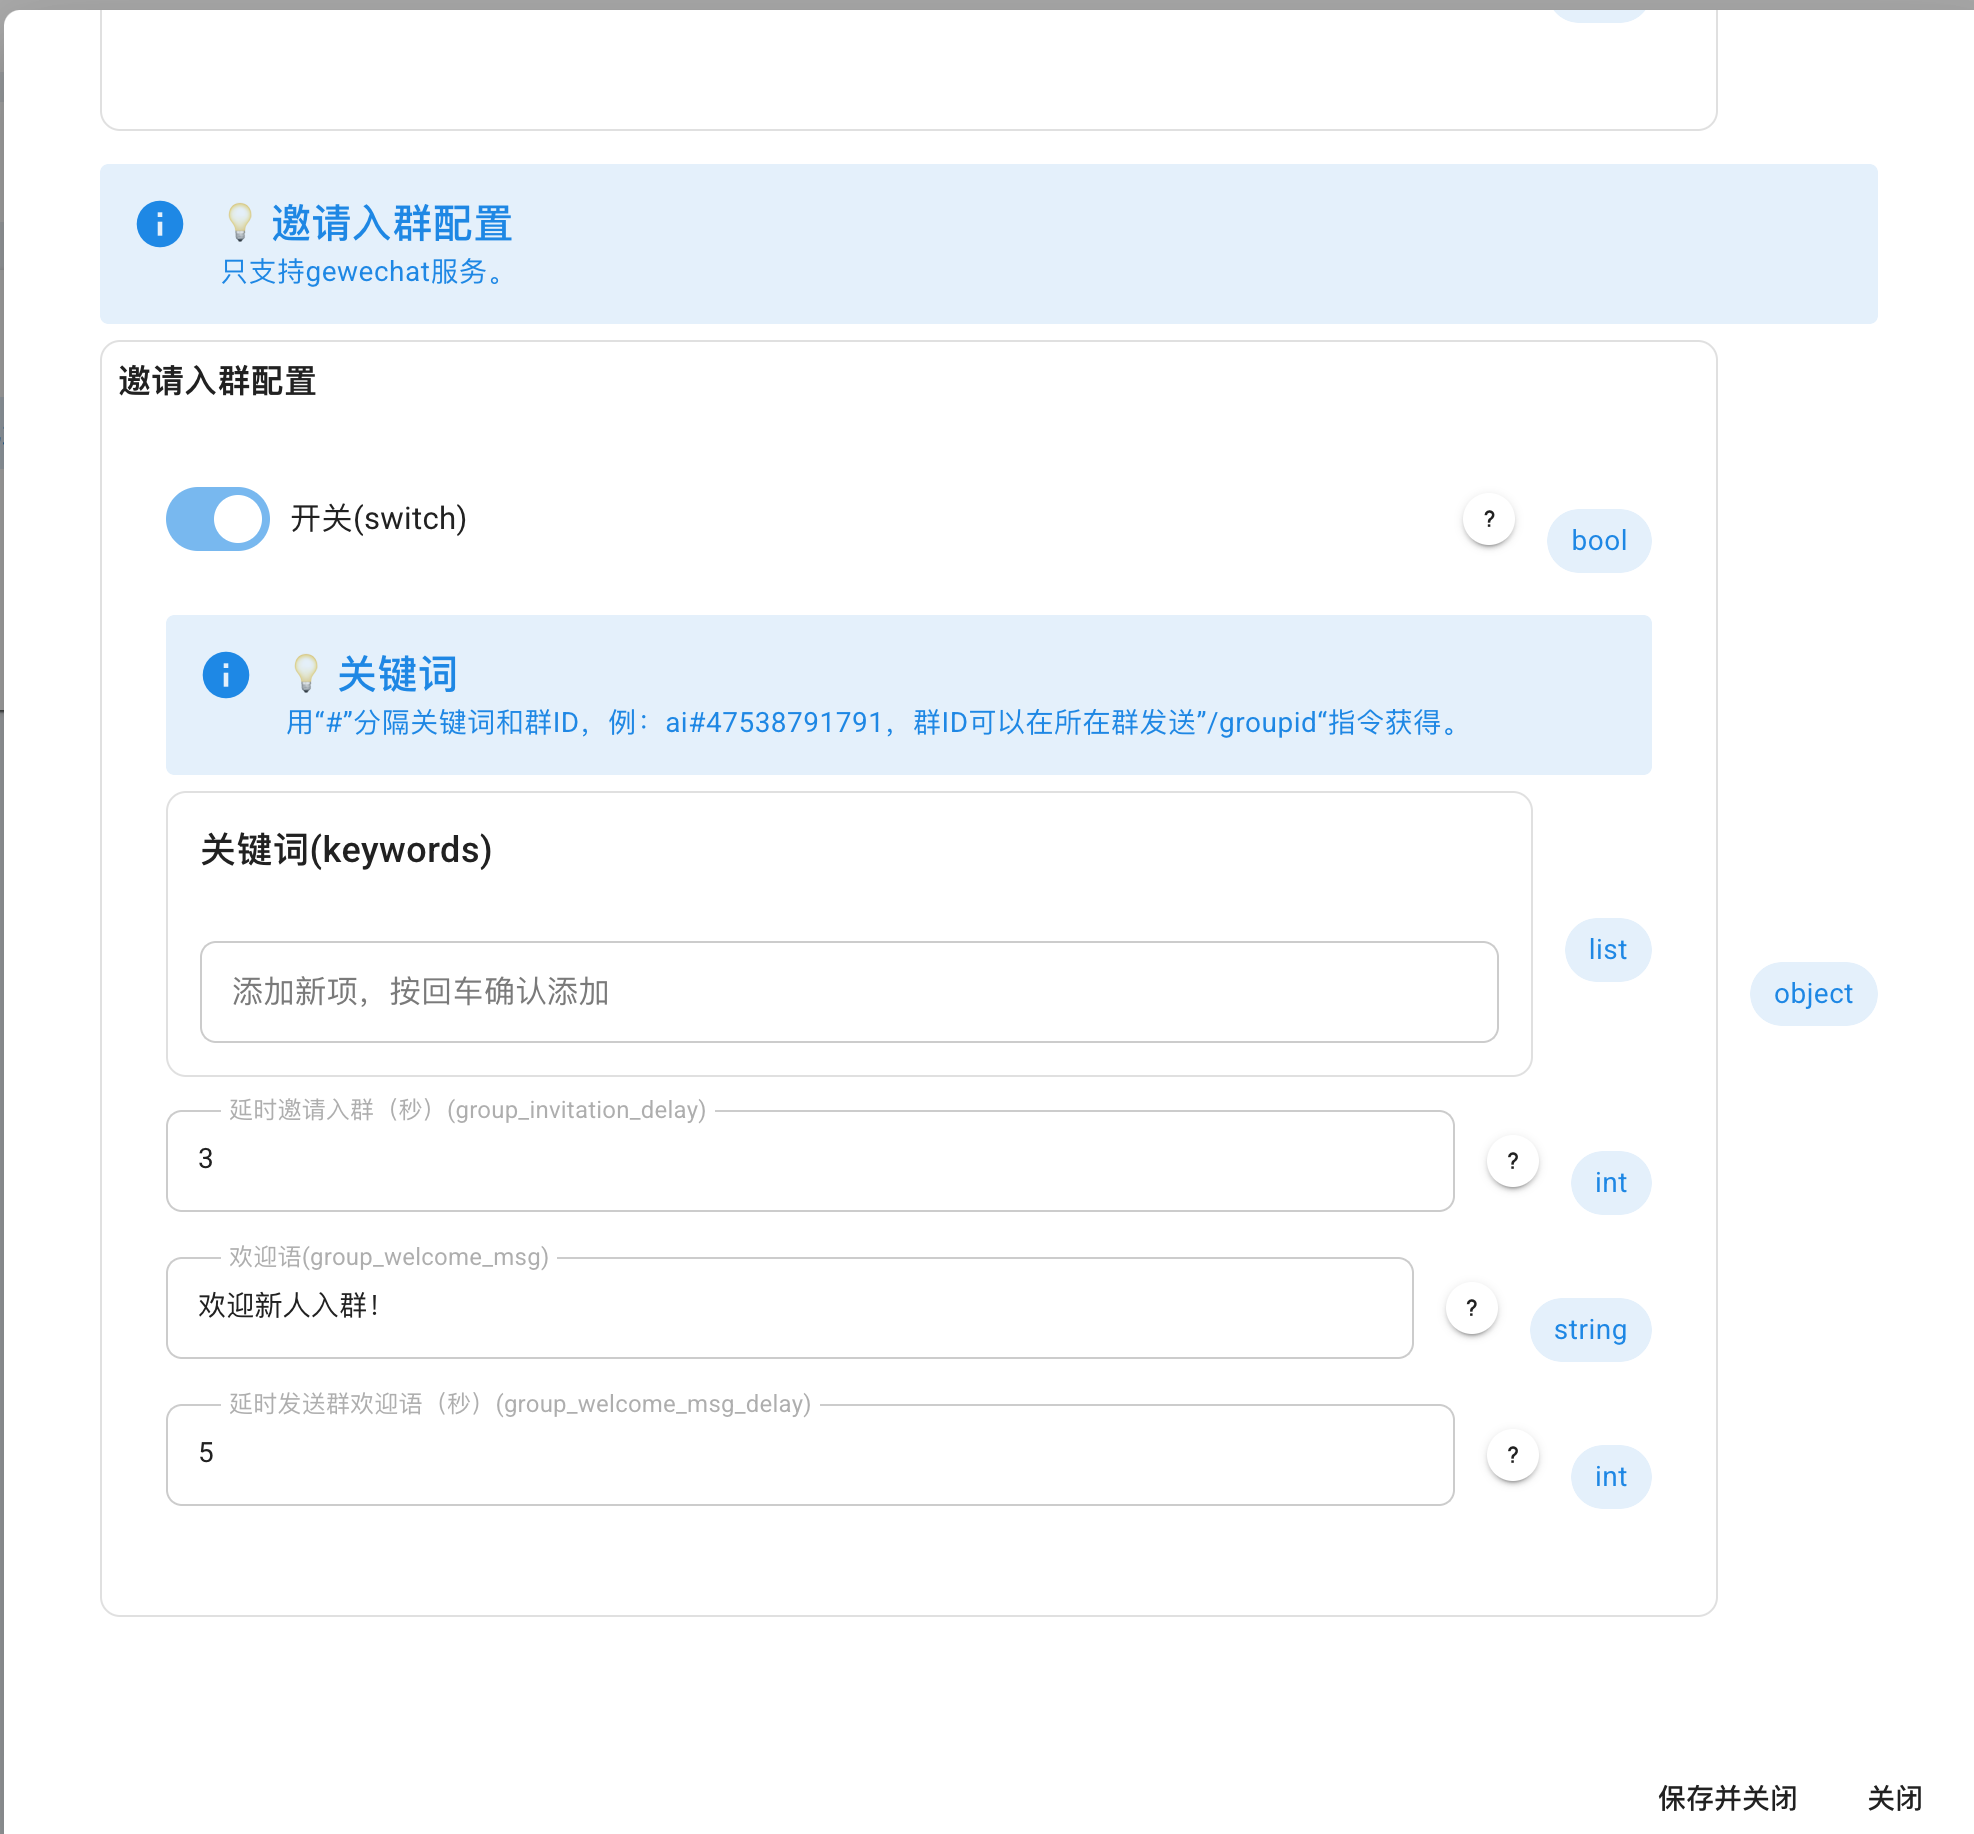 邀请入群配置
只支持gewechat服务。
邀请入群配置
开关(switch)
?
bool
关键词
用“#”分隔关键词和群ID，例：ai#47538791791，群ID可以在所在群发送”/groupid“指令获得。
关键词(keywords)
添加新项，按回车确认添加
list
object
延时邀请入群（秒）(group_invitation_delay)
3
?
int
欢迎语(group_welcome_msg)
欢迎新人入群！
?
string
延时发送群欢迎语（秒）(group_welcome_msg_delay)
5
?
int
保存并关闭
关闭